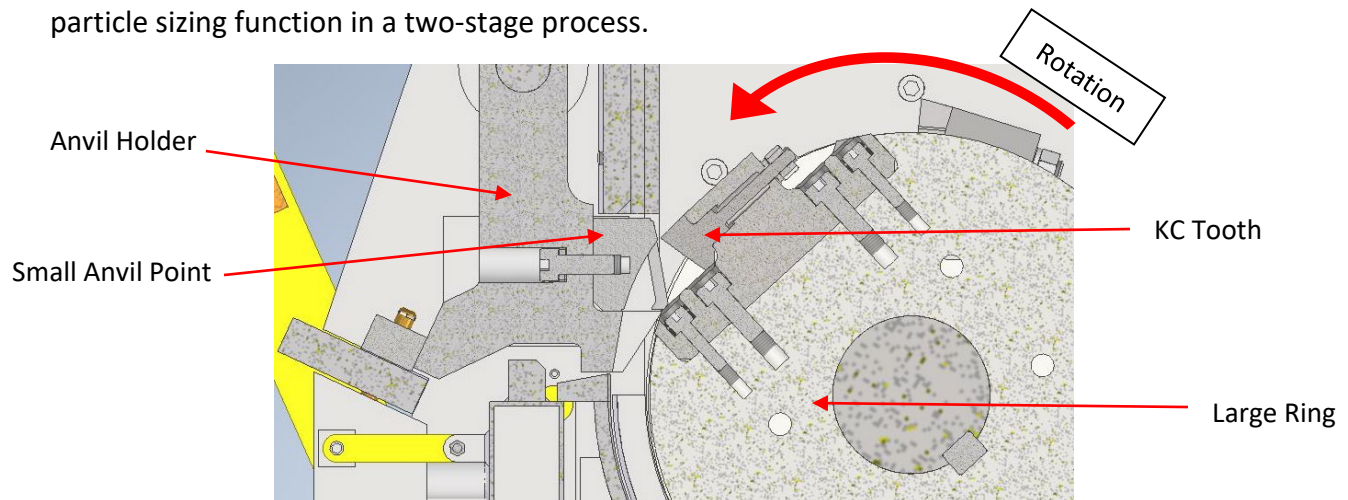 particle sizing function in a two-stage process.
Rotation
Anvil Holder
KC Tooth
Small Anvil Point
Large Ring